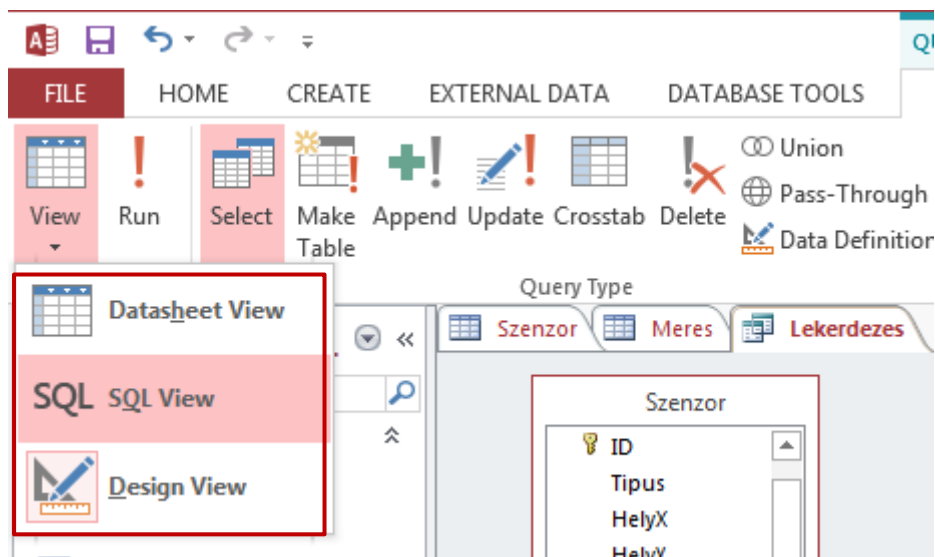 QU
FILE HOME CREATE EXTERNAL DATA DATABASE TOOLS
View Run Select Make Table Append Update Crosstab Delete
Union
Pass-Through
Data Definition
Query Type
Datasheet View
SQL SQL View
Design View
Szenzor Meres Lekerdezes
Szenzor
ID
Tipus
HelyX
HelyY